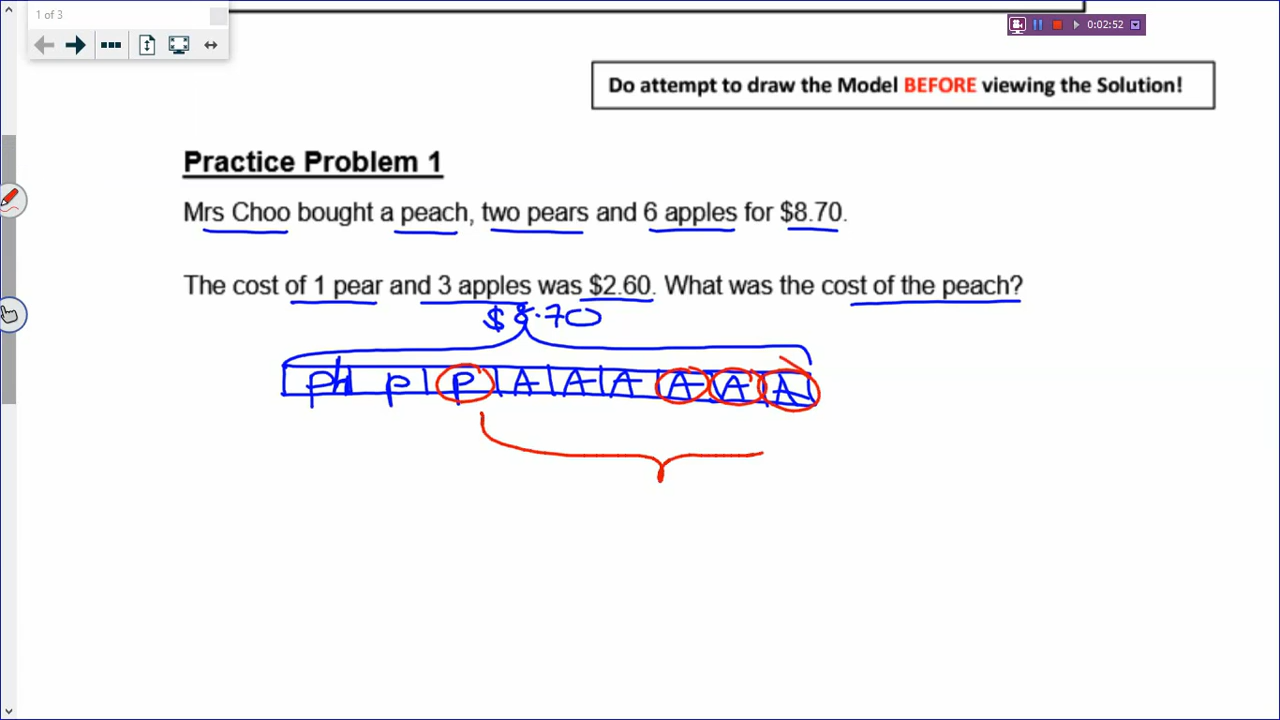 1 of 3
0:02:52
Do attempt to draw the Model BEFORE viewing the Solution!
Practice Problem 1
Mrs Choo bought a peach, two pears and 6 apples for $8.70.
The cost of 1 pear and 3 apples was $2.60. What was the cost of the peach?
$8.70
Ph P P A A A A A A